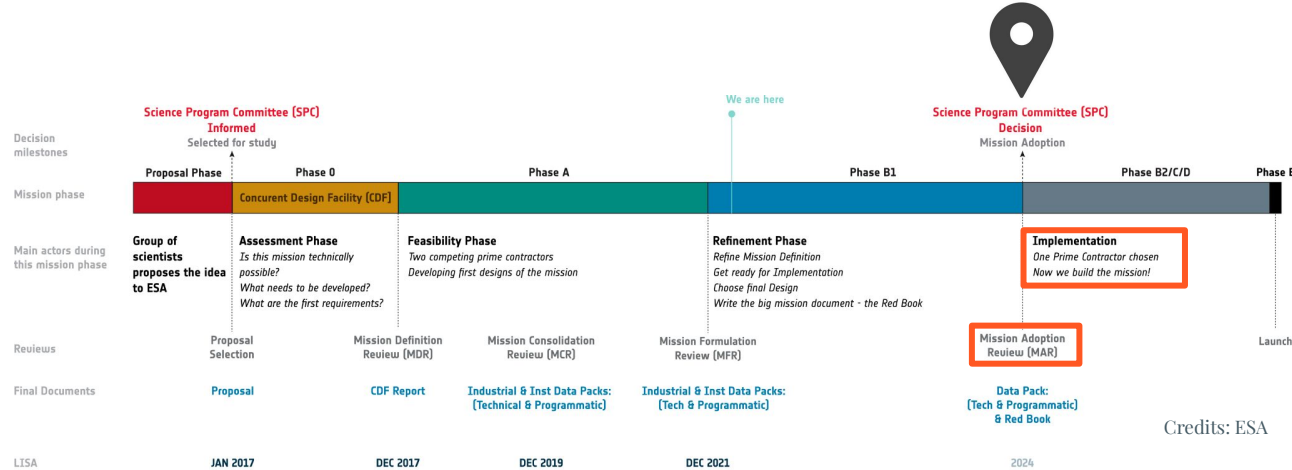 We are here
Science Program Committee (SPC)
Informed
Selected for study
Science Program Committee (SPC)
Decision
Mission Adoption
Decision
milestones
Proposal Phase
Phase 0
Phase A
Phase B1
Phase B2/C/D
Phase E
Mission phase
Concurent Design Facility (CDF)
Main actors during
this mission phase
Group of
scientists
proposes the idea
to ESA
Assessment Phase
Is this mission technically
possible?
What needs to be developed?
What are the first requirements?
Feasibility Phase
Two competing prime contractors
Developing first designs of the mission
Refinement Phase
Refine Mission Definition
Get ready for Implementation
Choose final Design
Write the big mission document - the Red Book
Implementation
One Prime Contractor chosen
Now we build the mission!
Reviews
Proposal
Selection
Mission Definition
Review (MDR)
Mission Consolidation
Review (MCR)
Mission Formulation
Review (MFR)
Mission Adoption
Review (MAR)
Launch
Final Documents
Proposal
CDF Report
Industrial & Inst Data Packs:
(Technical & Programmatic)
Industrial & Inst Data Packs:
(Tech & Programmatic)
Data Pack:
(Tech & Programmatic)
& Red Book
Credits: ESA
LISA
JAN 2017
DEC 2017
DEC 2019
DEC 2021
2024